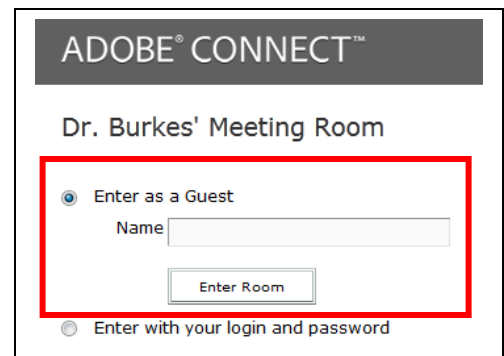 ADOBE® CONNECT™
Dr. Burkes' Meeting Room
Enter as a Guest
Name
Enter Room
Enter with your login and password